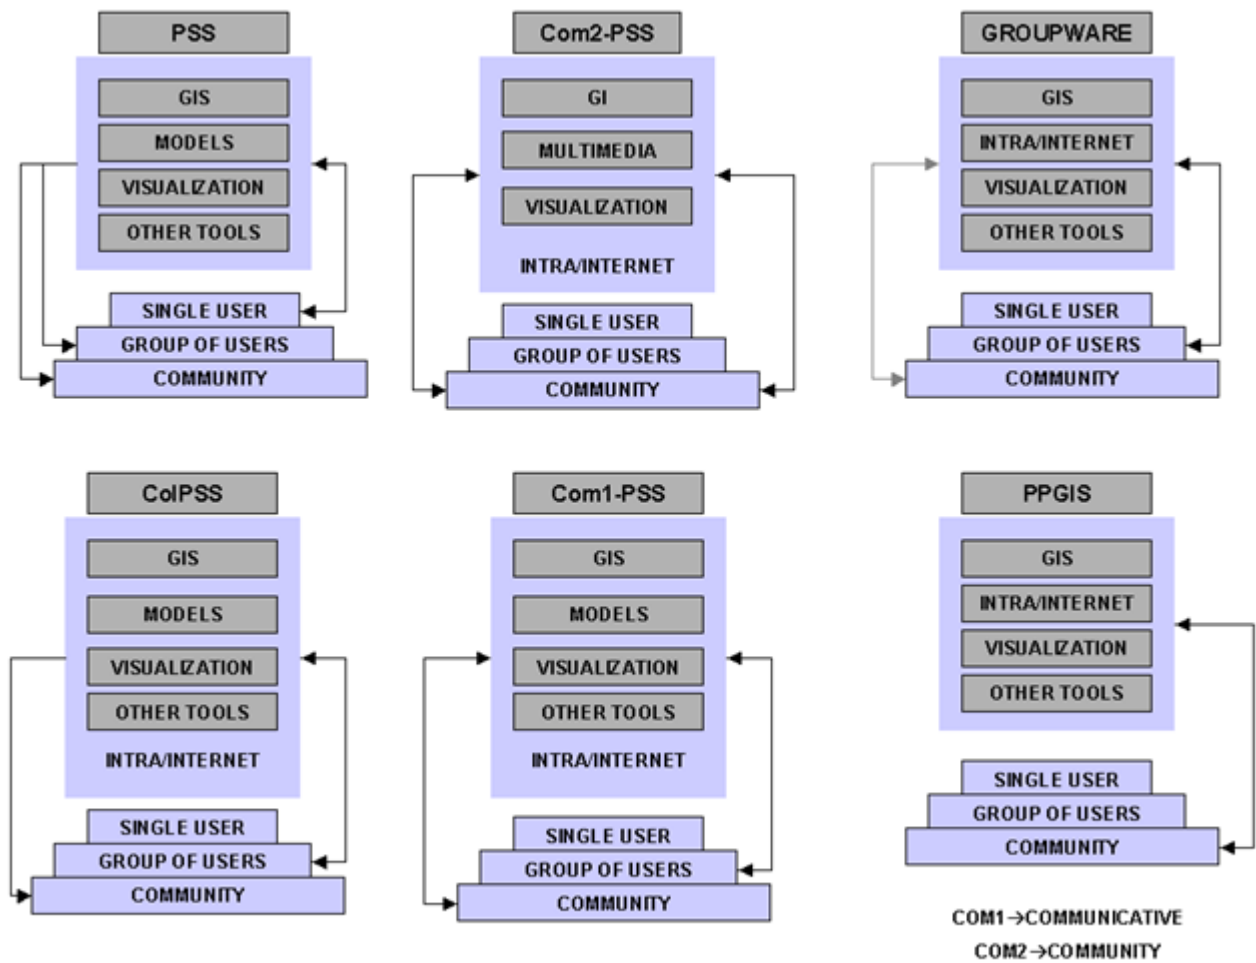 PSS
GIS
MODELS
VISUALIZATION
OTHER TOOLS
SINGLE USER
GROUP OF USERS
COMMUNITY
Com2-PSS
GI
MULTIMEDIA
VISUALIZATION
INTRA/INTERNET
SINGLE USER
GROUP OF USERS
COMMUNITY
GROUPWARE
GIS
INTRA/INTERNET
VISUALIZATION
OTHER TOOLS
SINGLE USER
GROUP OF USERS
COMMUNITY
ColPSS
GIS
MODELS
VISUALIZATION
OTHER TOOLS
INTRA/INTERNET
SINGLE USER
GROUP OF USERS
COMMUNITY
Com1-PSS
GIS
MODELS
VISUALIZATION
OTHER TOOLS
INTRA/INTERNET
SINGLE USER
GROUP OF USERS
COMMUNITY
PPGIS
GIS
INTRA/INTERNET
VISUALIZATION
OTHER TOOLS
SINGLE USER
GROUP OF USERS
COMMUNITY
COM1→COMMUNICATIVE
COM2→COMMUNITY